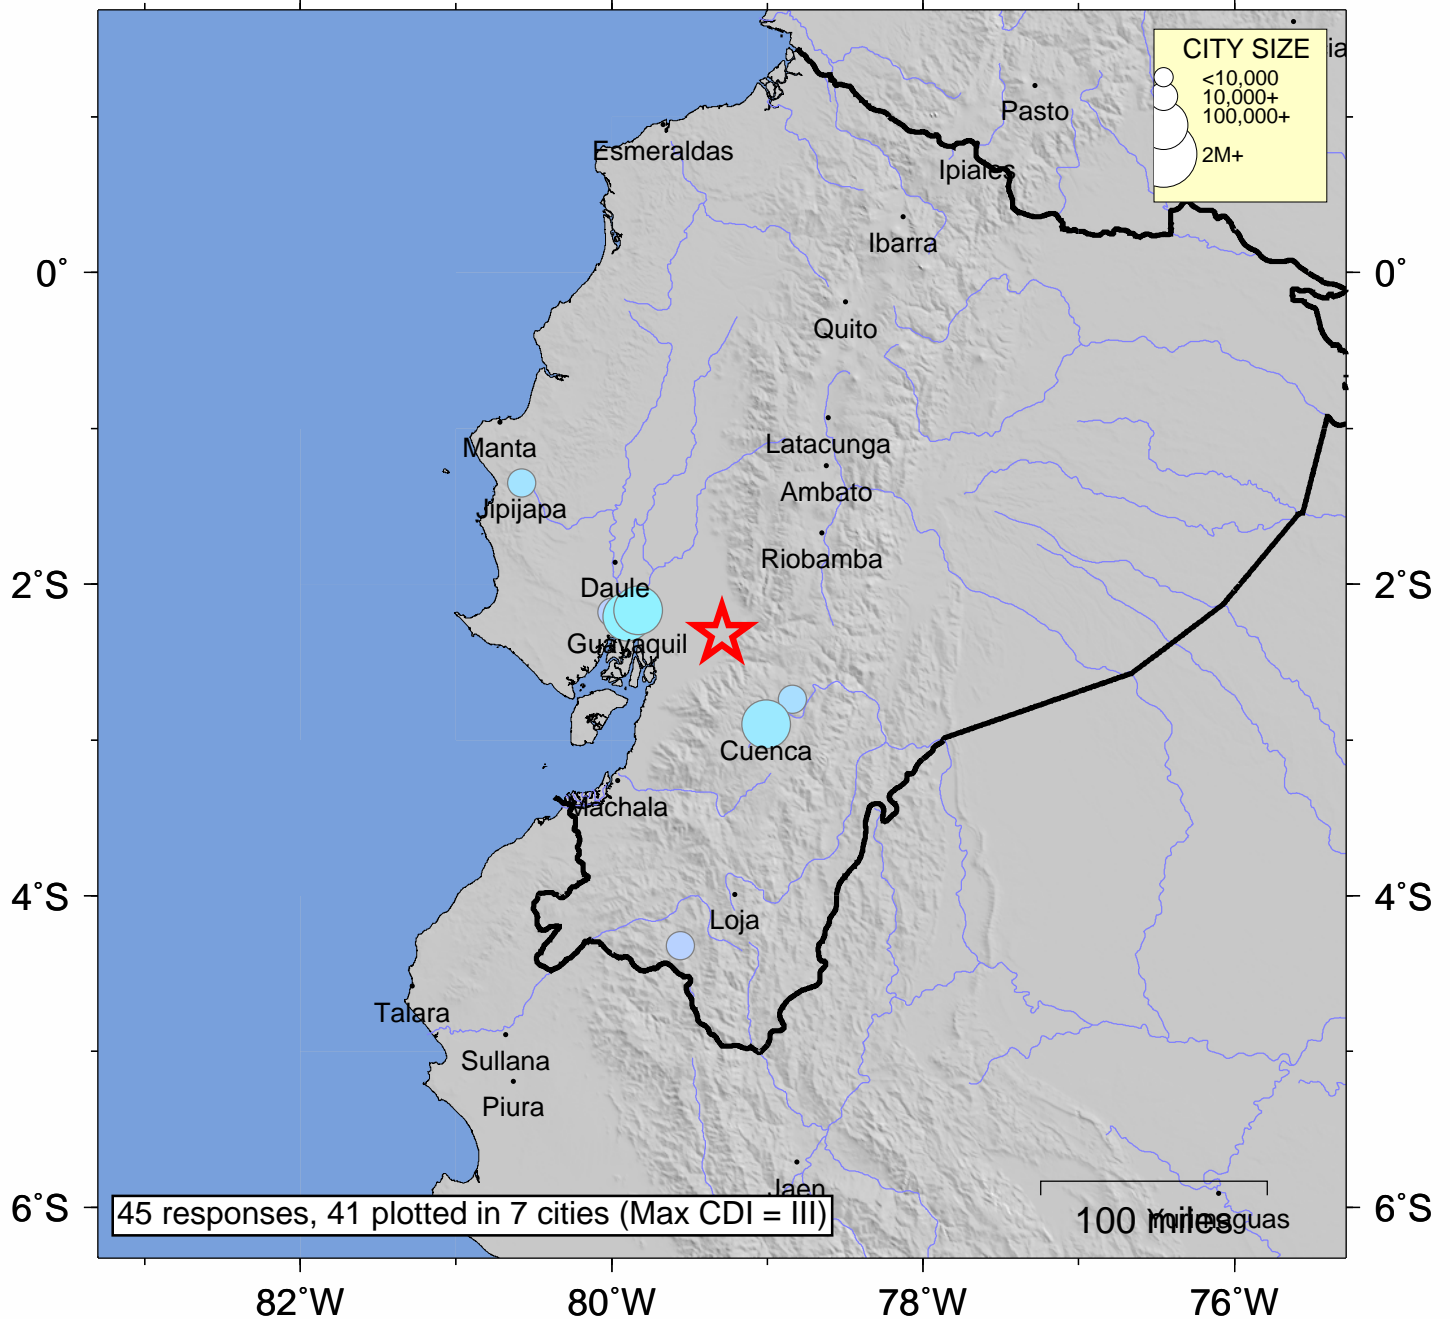 CITY SIZE
<10,000
10,000+
100,000+
2M+
ia
Pasto
Esmeraldas
Ipiales
Ibarra
0°
0°
Quito
Manta
Latacunga
Jipijapa
Ambato
Riobamba
2°S
Daule
2°S
Guayaquil
Cuenca
Machala
4°S
Loja
4°S
Talara
Sullana
Piura
Jaen
6°S
45 responses, 41 plotted in 7 cities (Max CDI = III)
100 miles
Yurimaguas
6°S
82°W
80°W
78°W
76°W